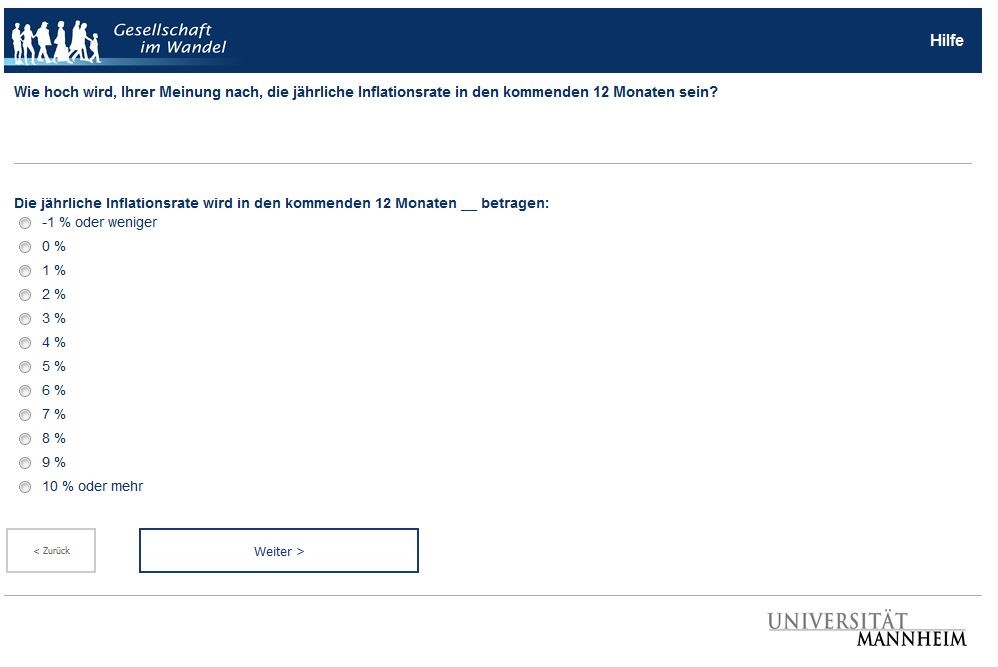 Gesellschaft
im Wandel
Hilfe
Wie hoch wird, Ihrer Meinung nach, die jährliche Inflationsrate in den kommenden 12 Monaten sein?
Die jährliche Inflationsrate wird in den kommenden 12 Monaten __ betragen:
-1 % oder weniger
0 %
1 %
2 %
3 %
4 %
5 %
6 %
7 %
8 %
9 %
10 % oder mehr
< Zurück
Weiter >
UNIVERSITÄT
MANNHEIM